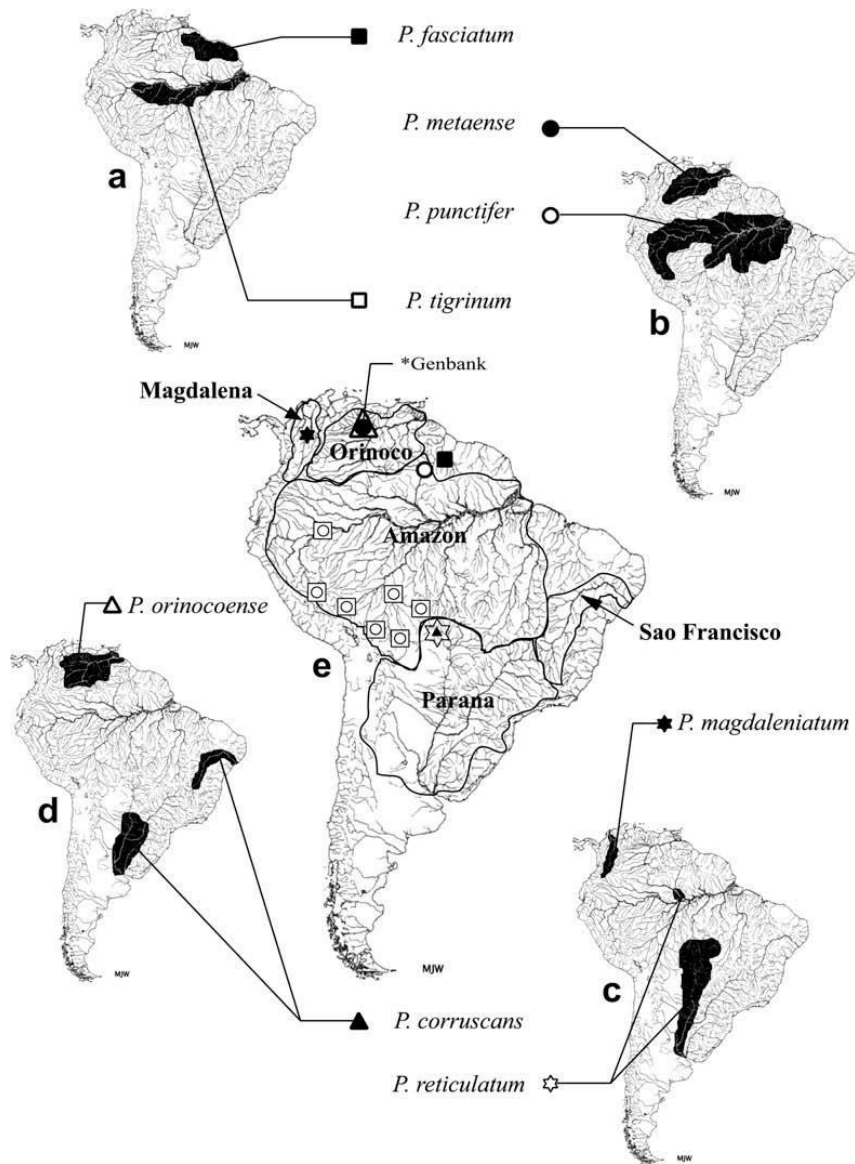 P. fasciatum
P. metaense
a
P. punctifer
P. tigrinum
b
MJW
*Genbank
Magdalena
Orinoco
MJW
Amazon
P. orinocoense
Sao Francisco
e
Parana
P. magdaleniatum
d
c
MJW
MJW
P. corruscans
P. reticulatum
MJW